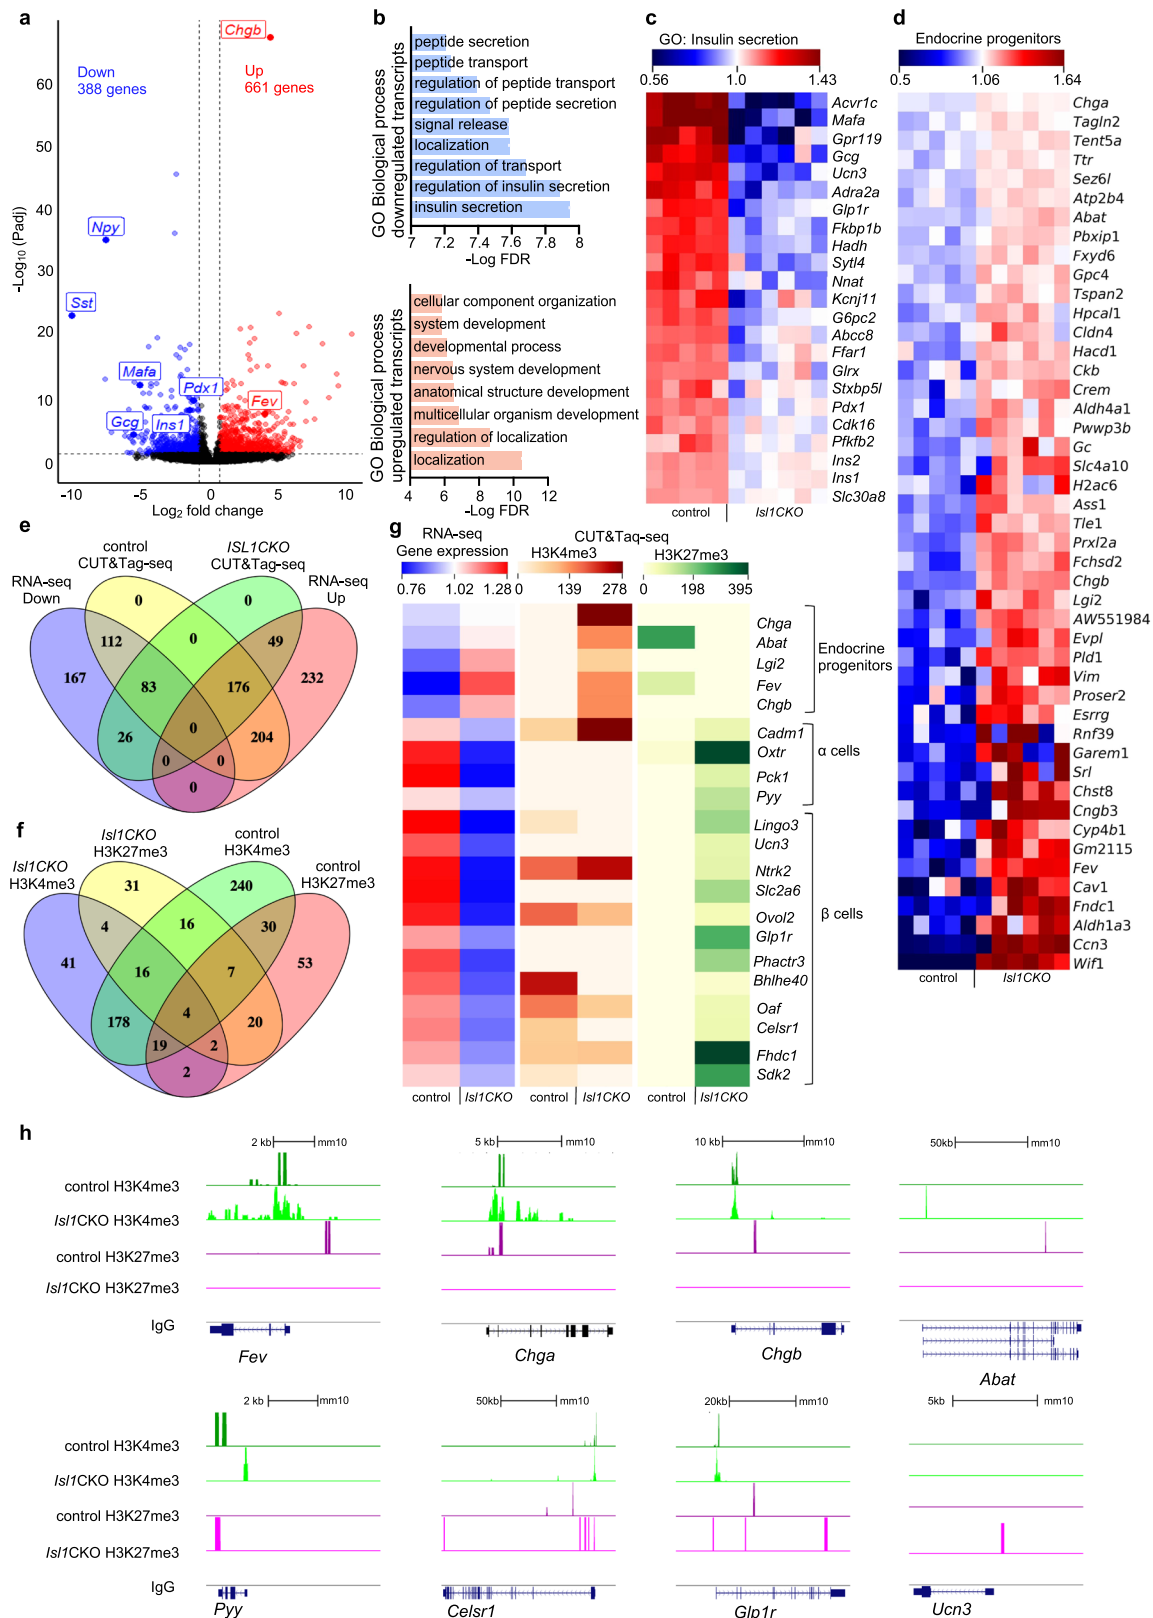 a
Chgb
Down
388 genes
Up
661 genes
Npy
Sst
Mafa
Pdx1
Fev
Gcg
Ins1
60
50
40
30
20
10
0
-Log10 (Padj)
-10
-5
0
5
10
Log2 fold change
b
GO Biological process
downregulated transcripts
peptide secretion
peptide transport
regulation of peptide transport
regulation of peptide secretion
signal release
localization
regulation of transport
regulation of insulin secretion
insulin secretion
7 7.2 7.4 7.6 7.8 8
-Log FDR
GO Biological process
upregulated transcripts
cellular component organization
system development
developmental process
nervous system development
anatomical structure development
multicellular organism development
regulation of localization
localization
4 6 8 10 12
-Log FDR
c
GO: Insulin secretion
0.56 1.0 1.43
Acvr1c
Mafa
Gpr119
Gcg
Ucn3
Adra2a
Glp1r
Fkbp1b
Hadh
Sytl4
Nnat
Kcnj11
G6pc2
Abcc8
Ffar1
Glrx
Stxbp5l
Pdx1
Cdk16
Pfkfb2
Ins2
Ins1
Slc30a8
control Isl1CKO
d
Endocrine progenitors
0.5 1.06 1.64
Chga
Tagln2
Tent5a
Ttr
Sez6l
Atp2b4
Abat
Pbxip1
Fxyd6
Gpc4
Tspan2
Hpcal1
Cldn4
Hacd1
Ckb
Crem
Aldh4a1
Pwwp3b
Gc
Slc4a10
H2ac6
Ass1
Tle1
Prxl2a
Fchsd2
Chgb
Lgi2
AW551984
Evpl
Pld1
Vim
Proser2
Esrrg
Rnf39
Garem1
Srl
Chst8
Cngb3
Cyp4b1
Gm2115
Fev
Cav1
Fndc1
Aldh1a3
Ccn3
Wif1
control Isl1CKO
e
control
CUT&Tag-seq
ISL1CKO
CUT&Tag-seq
RNA-seq
Down
RNA-seq
Up
0 0
112 0 49
167 83 176 232
0
26 204
0 0
0
f
Isl1CKO
H3K27me3
control
H3K4me3
Isl1CKO
H3K4me3
control
H3K27me3
31 240
4 16 30
41 16 7 53
4
178 20
19 2
2
g
RNA-seq
Gene expression
0.76 1.02 1.28
CUT&Tag-seq
H3K4me3
0 139 278
H3K27me3
0 198 395
Chga
Abat
Lgi2
Fev
Chgb
Endocrine
progenitors
Cadm1
Oxtr
Pck1
Pyy
α cells
Lingo3
Ucn3
Ntrk2
Slc2a6
Ovol2
Glp1r
Phactr3
Bhlhe40
Oaf
Celsr1
Fhdc1
Sdk2
β cells
control Isl1CKO control Isl1CKO control Isl1CKO
h
2 kb mm10
5 kb mm10
10 kb mm10
50kb mm10
control H3K4me3
Isl1CKO H3K4me3
control H3K27me3
Isl1CKO H3K27me3
IgG
Fev
Chga
Chgb
Abat
2 kb mm10
50kb mm10
20kb mm10
5kb mm10
control H3K4me3
Isl1CKO H3K4me3
control H3K27me3
Isl1CKO H3K27me3
IgG
Pyy
Celsr1
Glp1r
Ucn3